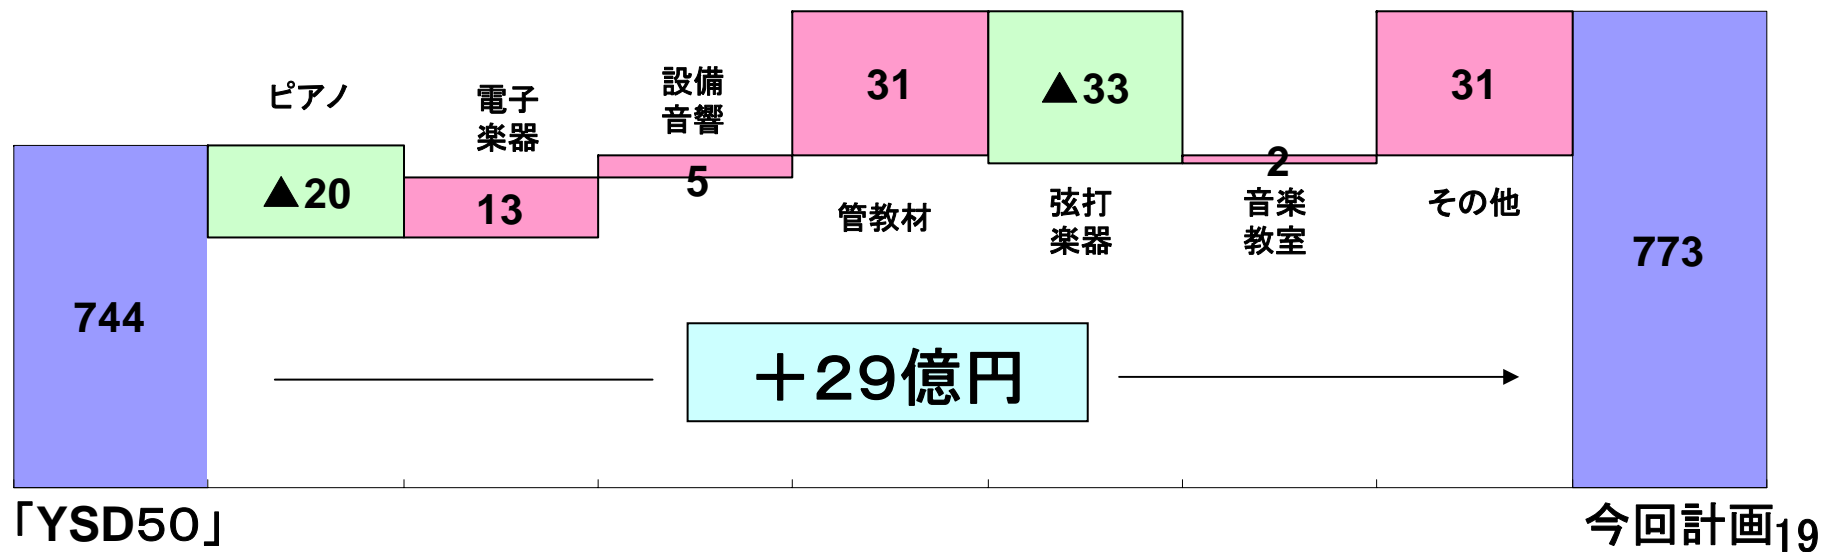 ピアノ
▲20
電子
楽器
13
設備
音響
5
31
管教材
▲33
弦打
楽器
2
音楽
教室
31
その他
744
773
＋29億円
「YSD50」
今回計画
19